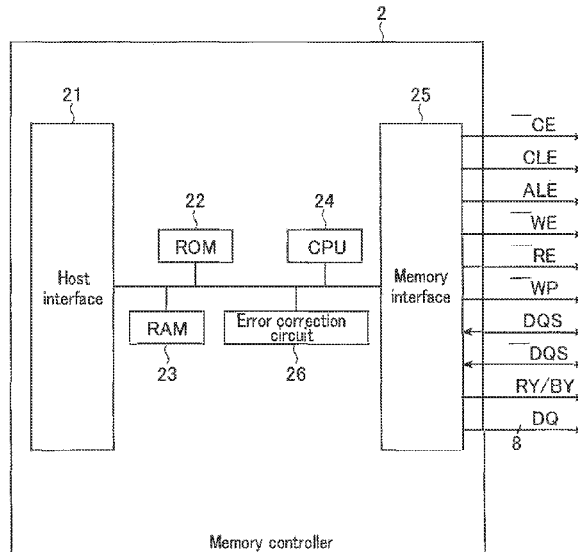 2
21
25
‾CE
CLE
ALE
‾WE
‾RE
‾WP
DQS
‾DQS
RY/BY
DQ
8
22
24
ROM
CPU
Host
interface
Memory
interface
RAM
Error correction
circuit
23
26
Memory controller